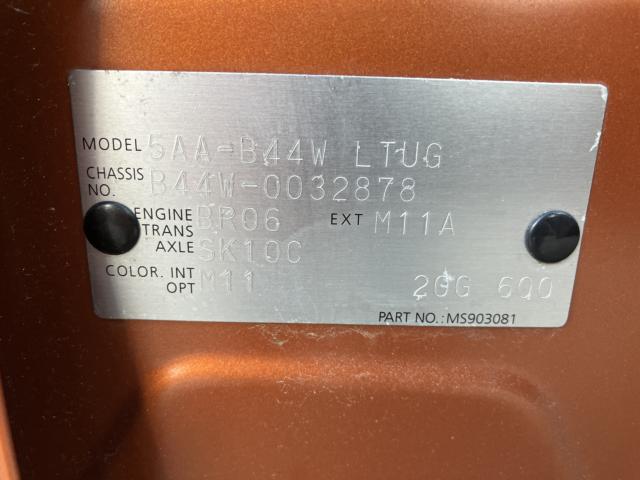 MODEL 5AA-B44W LTUG
CHASSIS NO. B44W-0032878
ENGINE BR06 EXT M11A
TRANS
AXLE SK10C
COLOR. INT M11
OPT 2GG 600
PART NO.:MS903081